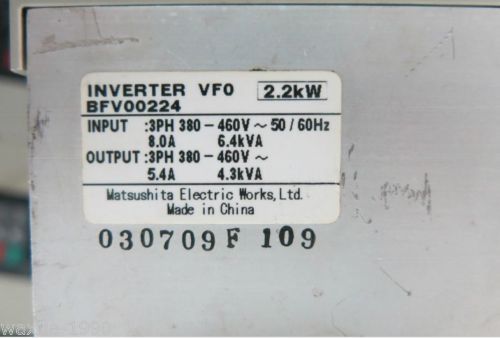 INVERTER VF0 2.2kW
BFV00224
INPUT :3PH 380-460V ~ 50/60Hz
8.0A 6.4kVA
OUTPUT :3PH 380-460V ~
5.4A 4.3kVA
Matsushita Electric Works,Ltd.
Made in China
030709F 109